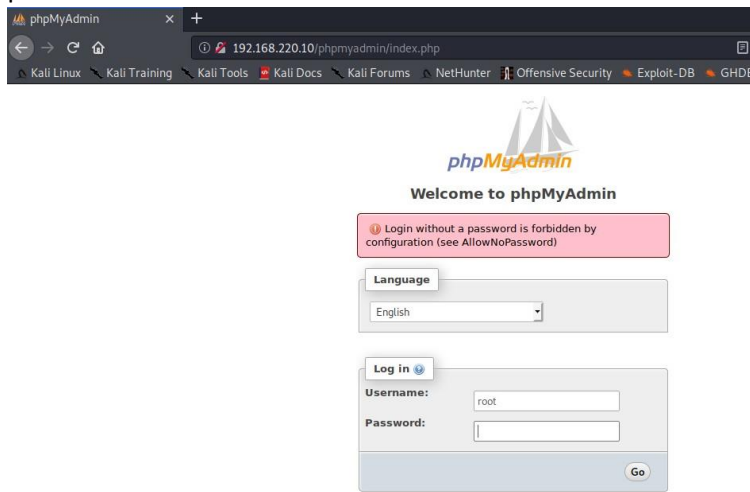 phpMyAdmin
192.168.220.10/phpmyadmin/index.php
Kali Linux Kali Training Kali Tools Kali Docs Kali Forums NetHunter Offensive Security Exploit-DB GHDB
phpMyAdmin
Welcome to phpMyAdmin
Login without a password is forbidden by
configuration (see AllowNoPassword)
Language
English
Log in
Username:
root
Password:
Go